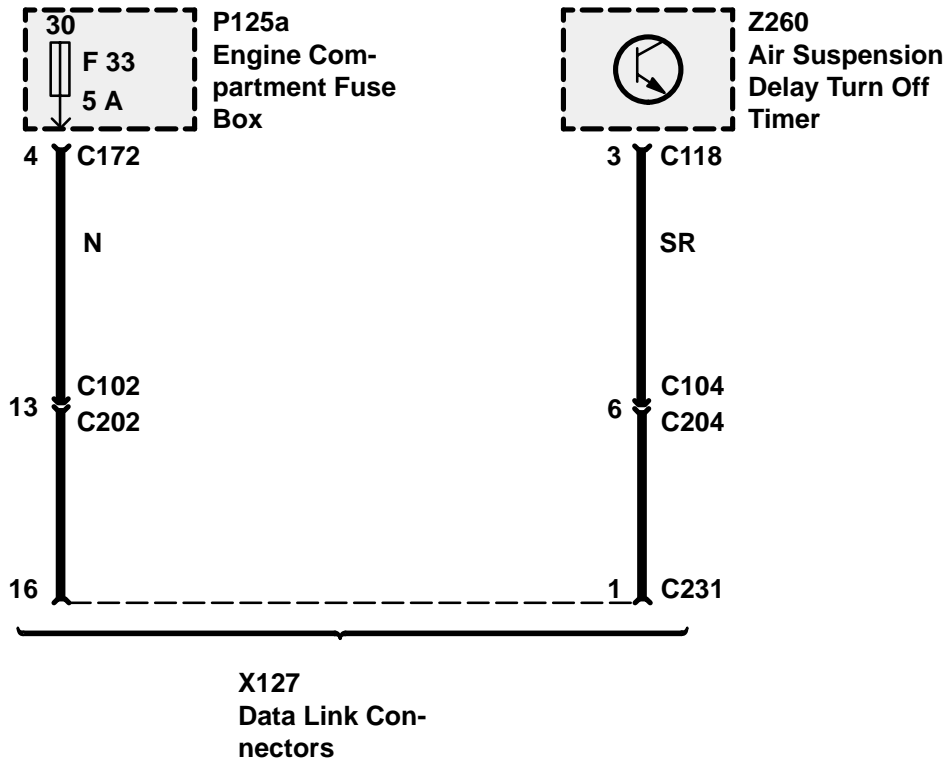 30
F 33
5 A
P125a
Engine Com-
partment Fuse
Box
Z260
Air Suspension
Delay Turn Off
Timer
4 C172
3 C118
N
SR
C102
13
C202
C104
6
C204
16
1 C231
X127
Data Link Con-
nectors